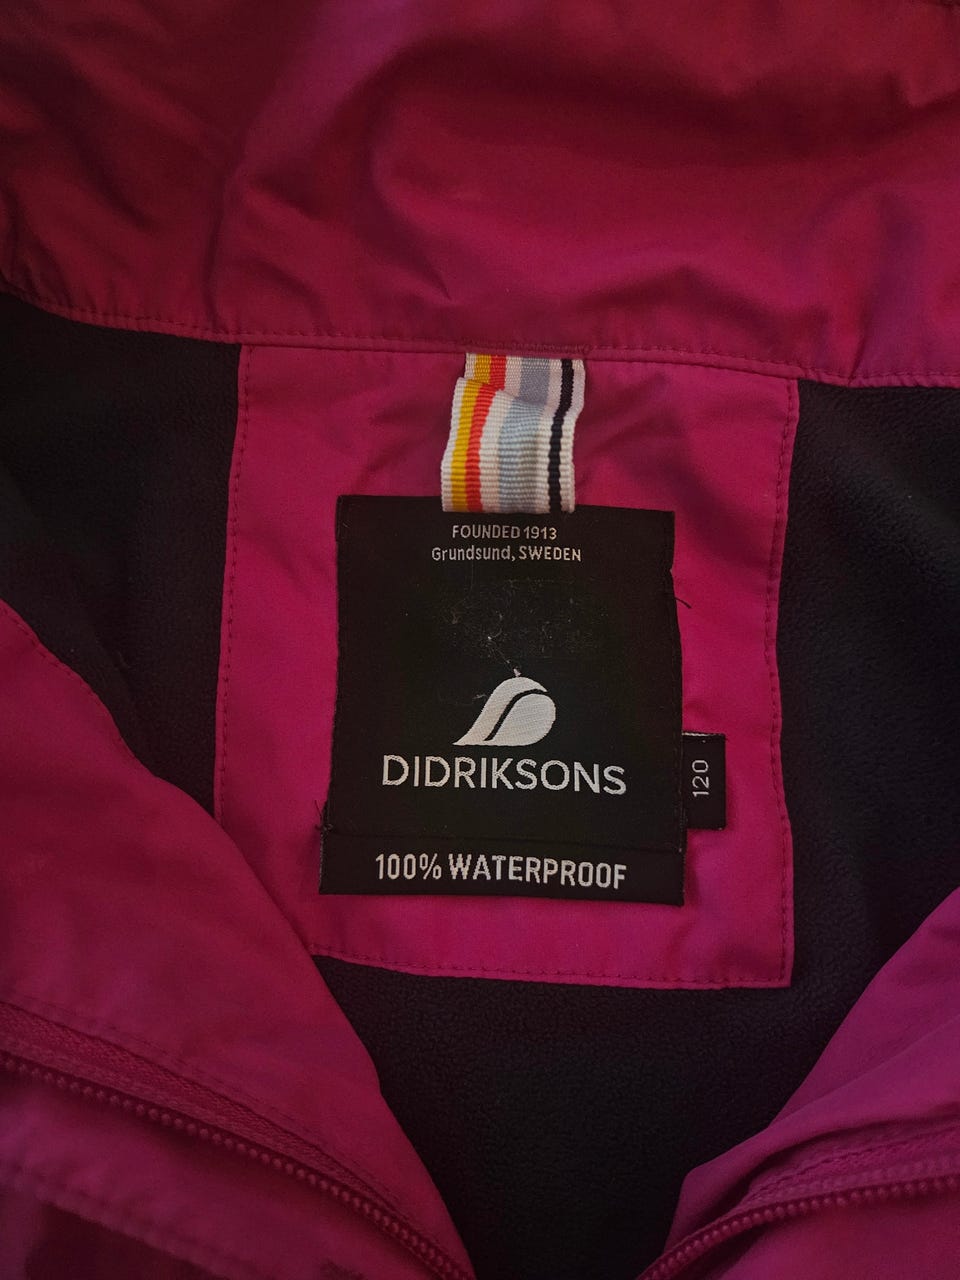 FOUNDED 1913
Grundsund, SWEDEN
DIDRIKSONS
120
100% WATERPROOF